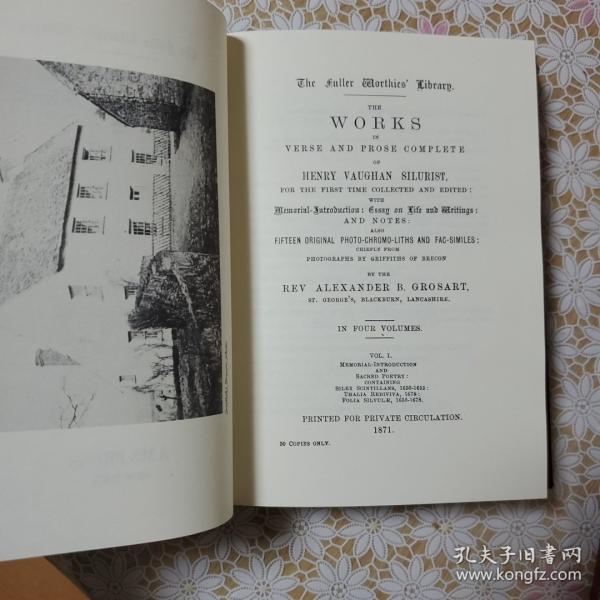 The Fuller Worthies' Library.
THE
WORKS
IN
VERSE AND PROSE COMPLETE
OF
HENRY VAUGHAN SILURIST,
FOR THE FIRST TIME COLLECTED AND EDITED:
WITH
Memorial-Introduction: Essay on Life and Writings:
AND NOTES:
ALSO
FIFTEEN ORIGINAL PHOTO-CHROMO-LITHS AND FAC-SIMILES:
CHIEFLY FROM
PHOTOGRAPHS BY GRIFFITHS OF BRECON
BY THE
REV ALEXANDER B. GROSART,
ST. GEORGE'S, BLACKBURN, LANCASHIRE.
IN FOUR VOLUMES.
VOL. I.
MEMORIAL-INTRODUCTION
AND
SACRED POETRY:
CONTAINING
SILEX SCINTILLANS, 1650-1655:
THALIA REDIVIVA, 1678:
FOLIA SILVULÆ, 1650-1678.
PRINTED FOR PRIVATE CIRCULATION.
1871.
50 COPIES ONLY.
孔夫子旧书网
www.kongfz.com